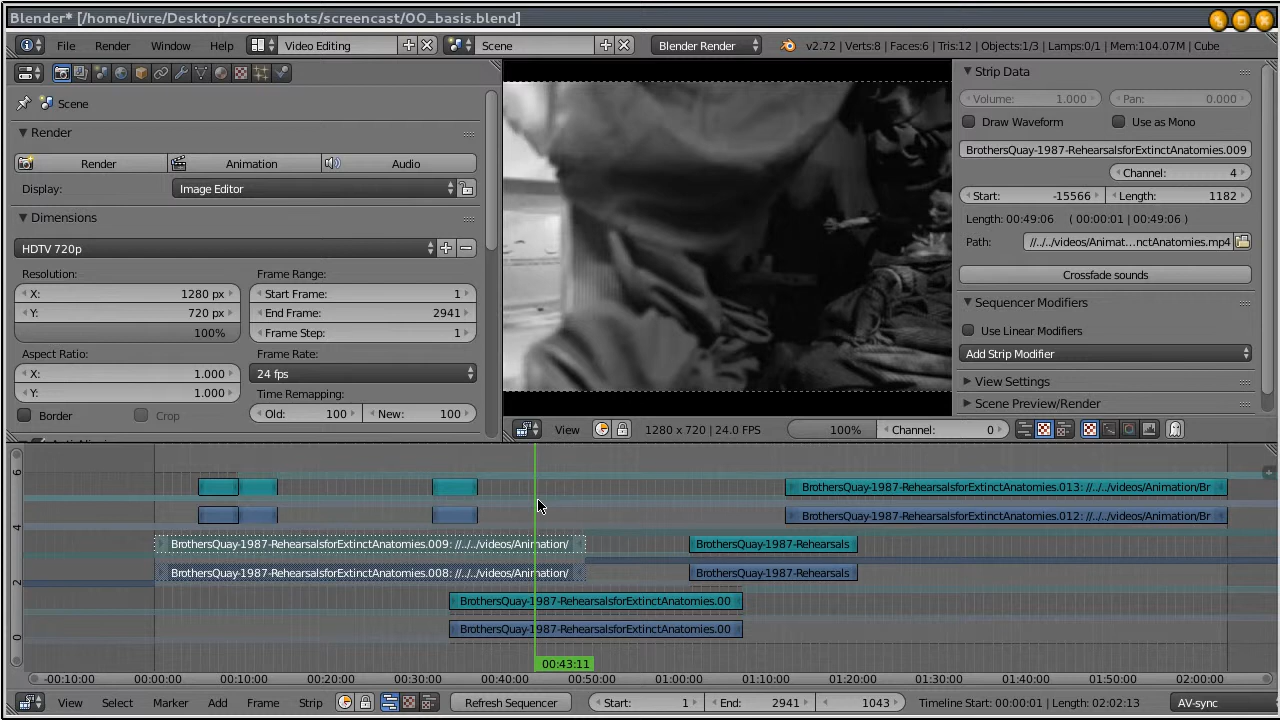 Blender* [/home/livre/Desktop/screenshots/screencast/OO_basis.blend]
File Render Window Help Video Editing Scene Blender Render v2.72 | Verts:8 | Faces:6 | Tris:12 | Objects:1/3 | Lamps:0/1 | Mem:104.07M | Cube
Scene
Render
Render Animation Audio
Display: Image Editor
Dimensions
HDTV 720p
Resolution: Frame Range:
X: 1280 px Start Frame: 1
Y: 720 px End Frame: 2941
100% Frame Step: 1
Aspect Ratio: Frame Rate:
X: 1.000 24 fps
Y: 1.000 Time Remapping:
Border Crop Old: 100 New: 100
Strip Data
Volume: 1.000 Pan: 0.000
Draw Waveform Use as Mono
BrothersQuay-1987-RehearsalsforExtinctAnatomies.009
Channel: 4
Start: -15566 Length: 1182
Length: 00:49:06 ( 00:00:01 | 00:49:06 )
Path: //../../videos/Animat...nctAnatomies.mp4
Crossfade sounds
Sequencer Modifiers
Use Linear Modifiers
Add Strip Modifier
View Settings
Scene Preview/Render
View 1280 x 720 | 24.0 FPS 100% Channel: 0
6
BrothersQuay-1987-RehearsalsforExtinctAnatomies.013: //../../videos/Animation/Br
BrothersQuay-1987-RehearsalsforExtinctAnatomies.012: //../../videos/Animation/Br
4
BrothersQuay-1987-RehearsalsforExtinctAnatomies.009: //../../videos/Animation/ BrothersQuay-1987-Rehearsals
BrothersQuay-1987-RehearsalsforExtinctAnatomies.008: //../../videos/Animation/ BrothersQuay-1987-Rehearsals
2
BrothersQuay-1987-RehearsalsforExtinctAnatomies.00
BrothersQuay-1987-RehearsalsforExtinctAnatomies.00
0
00:43:11
-00:10:00 00:00:00 00:10:00 00:20:00 00:30:00 00:40:00 00:50:00 01:00:00 01:10:00 01:20:00 01:30:00 01:40:00 01:50:00 02:00:00
View Select Marker Add Frame Strip Refresh Sequencer Start: 1 End: 2941 1043 Timeline Start: 00:00:01 | Length: 02:02:13 AV-sync